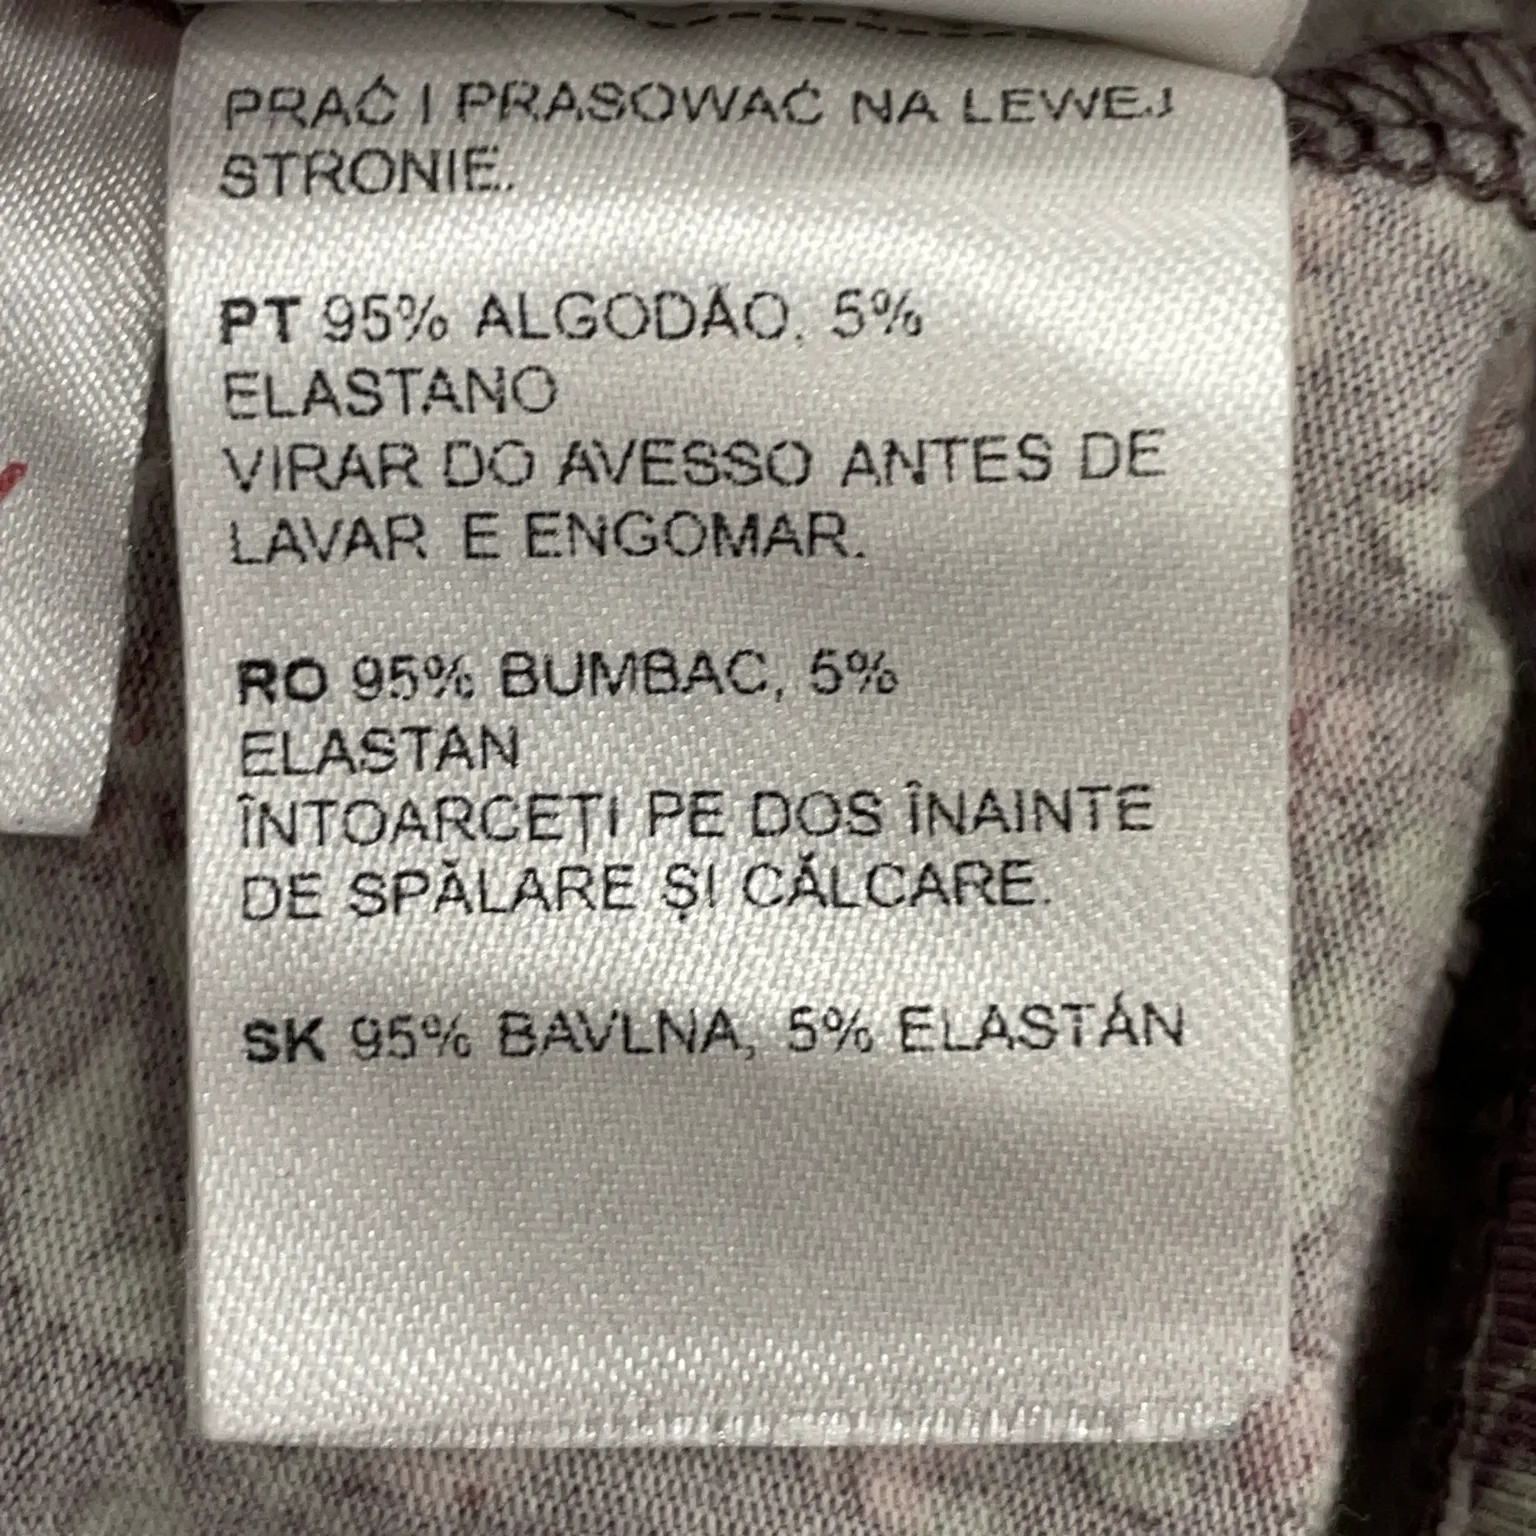 PRAĆ I PRASOWAĆ NA LEWEJ
STRONIE.
PT 95% ALGODÃO, 5%
ELASTANO
VIRAR DO AVESSO ANTES DE
LAVAR E ENGOMAR.
RO 95% BUMBAC, 5%
ELASTAN
ÎNTOARCEȚI PE DOS ÎNAINTE
DE SPĂLARE ȘI CĂLCARE.
SK 95% BAVLNA, 5% ELASTÁN